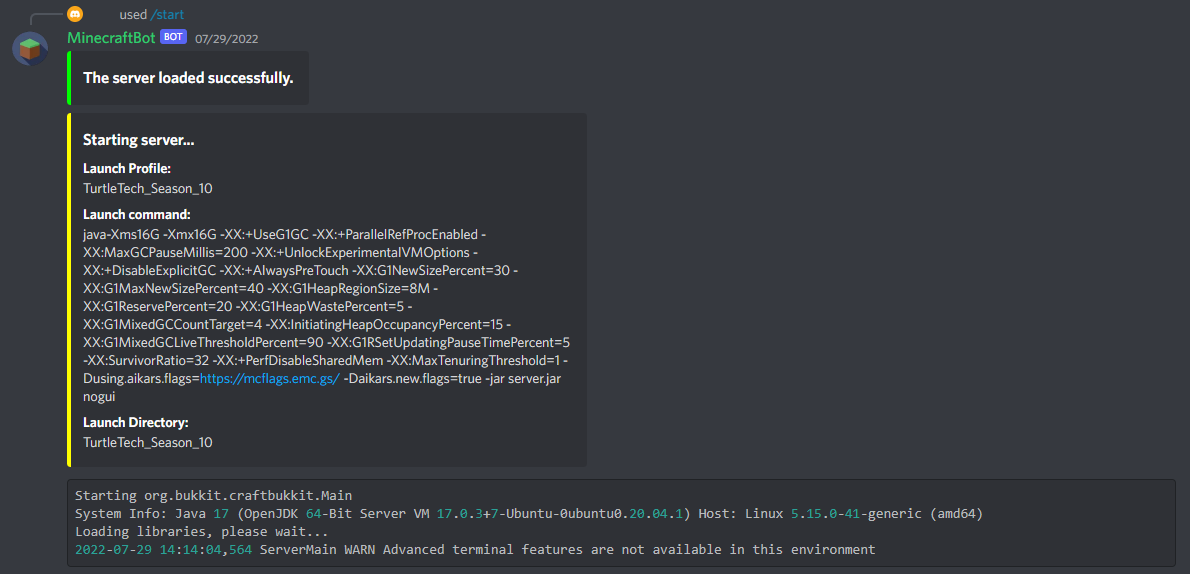 used /start
MinecraftBot BOT 07/29/2022
The server loaded successfully.
Starting server...
Launch Profile:
TurtleTech_Season_10
Launch command:
java-Xms16G -Xmx16G -XX:+UseG1GC -XX:+ParallelRefProcEnabled -
XX:MaxGCPauseMillis=200 -XX:+UnlockExperimentalVMOptions -
XX:+DisableExplicitGC -XX:+AlwaysPreTouch -XX:G1NewSizePercent=30 -
XX:G1MaxNewSizePercent=40 -XX:G1HeapRegionSize=8M -
XX:G1ReservePercent=20 -XX:G1HeapWastePercent=5 -
XX:G1MixedGCCountTarget=4 -XX:InitiatingHeapOccupancyPercent=15 -
XX:G1MixedGCLiveThresholdPercent=90 -XX:G1RSetUpdatingPauseTimePercent=5
-XX:SurvivorRatio=32 -XX:+PerfDisableSharedMem -XX:MaxTenuringThreshold=1 -
Dusing.aikars.flags=https://mcflags.emc.gs/ -Daikars.new.flags=true -jar server.jar
nogui
Launch Directory:
TurtleTech_Season_10
Starting org.bukkit.craftbukkit.Main
System Info: Java 17 (OpenJDK 64-Bit Server VM 17.0.3+7-Ubuntu-0ubuntu0.20.04.1) Host: Linux 5.15.0-41-generic (amd64)
Loading libraries, please wait...
2022-07-29 14:14:04,564 ServerMain WARN Advanced terminal features are not available in this environment